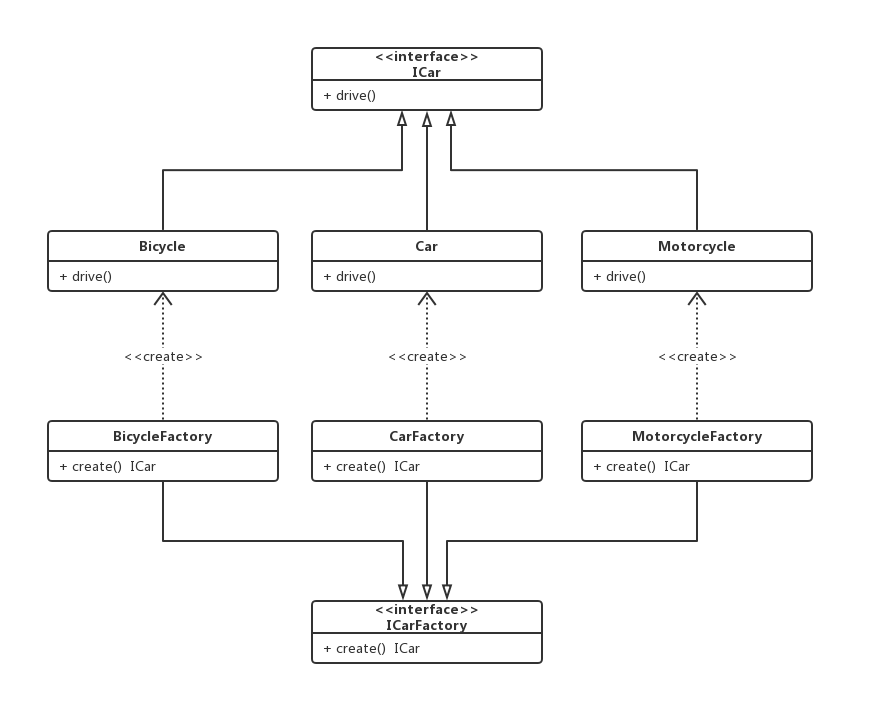 <<interface>>
ICar
+ drive()
Bicycle
+ drive()
Car
+ drive()
Motorcycle
+ drive()
<<create>>
<<create>>
<<create>>
BicycleFactory
+ create()  ICar
CarFactory
+ create()  ICar
MotorcycleFactory
+ create()  ICar
<<interface>>
ICarFactory
+ create()  ICar